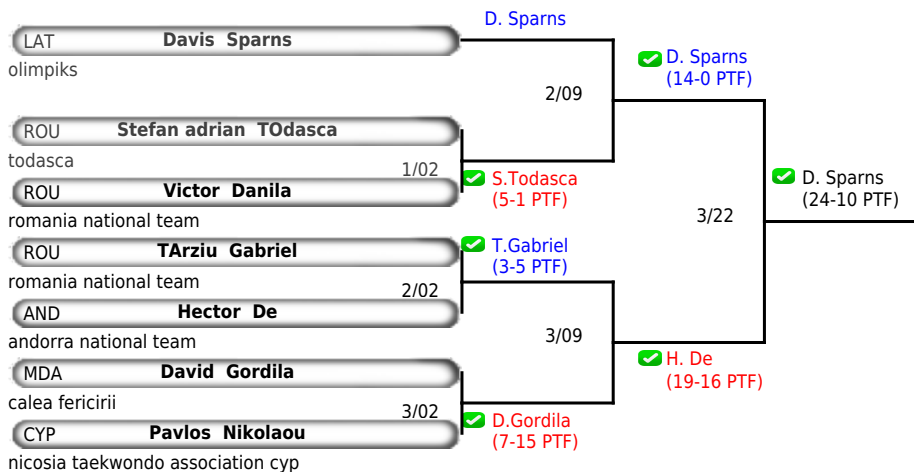 D. Sparns
LAT Davis Sparns
olimpiks
D. Sparns
(14-0 PTF)
2/09
ROU Stefan adrian TOdasca
todasca
1/02
S.Todasca
(5-1 PTF)
D. Sparns
(24-10 PTF)
ROU Victor Danila
romania national team
3/22
ROU TArziu Gabriel
T.Gabriel
(3-5 PTF)
romania national team
2/02
AND Hector De
andorra national team
3/09
H. De
(19-16 PTF)
MDA David Gordila
calea fericirii
3/02
D.Gordila
(7-15 PTF)
CYP Pavlos Nikolaou
nicosia taekwondo association cyp